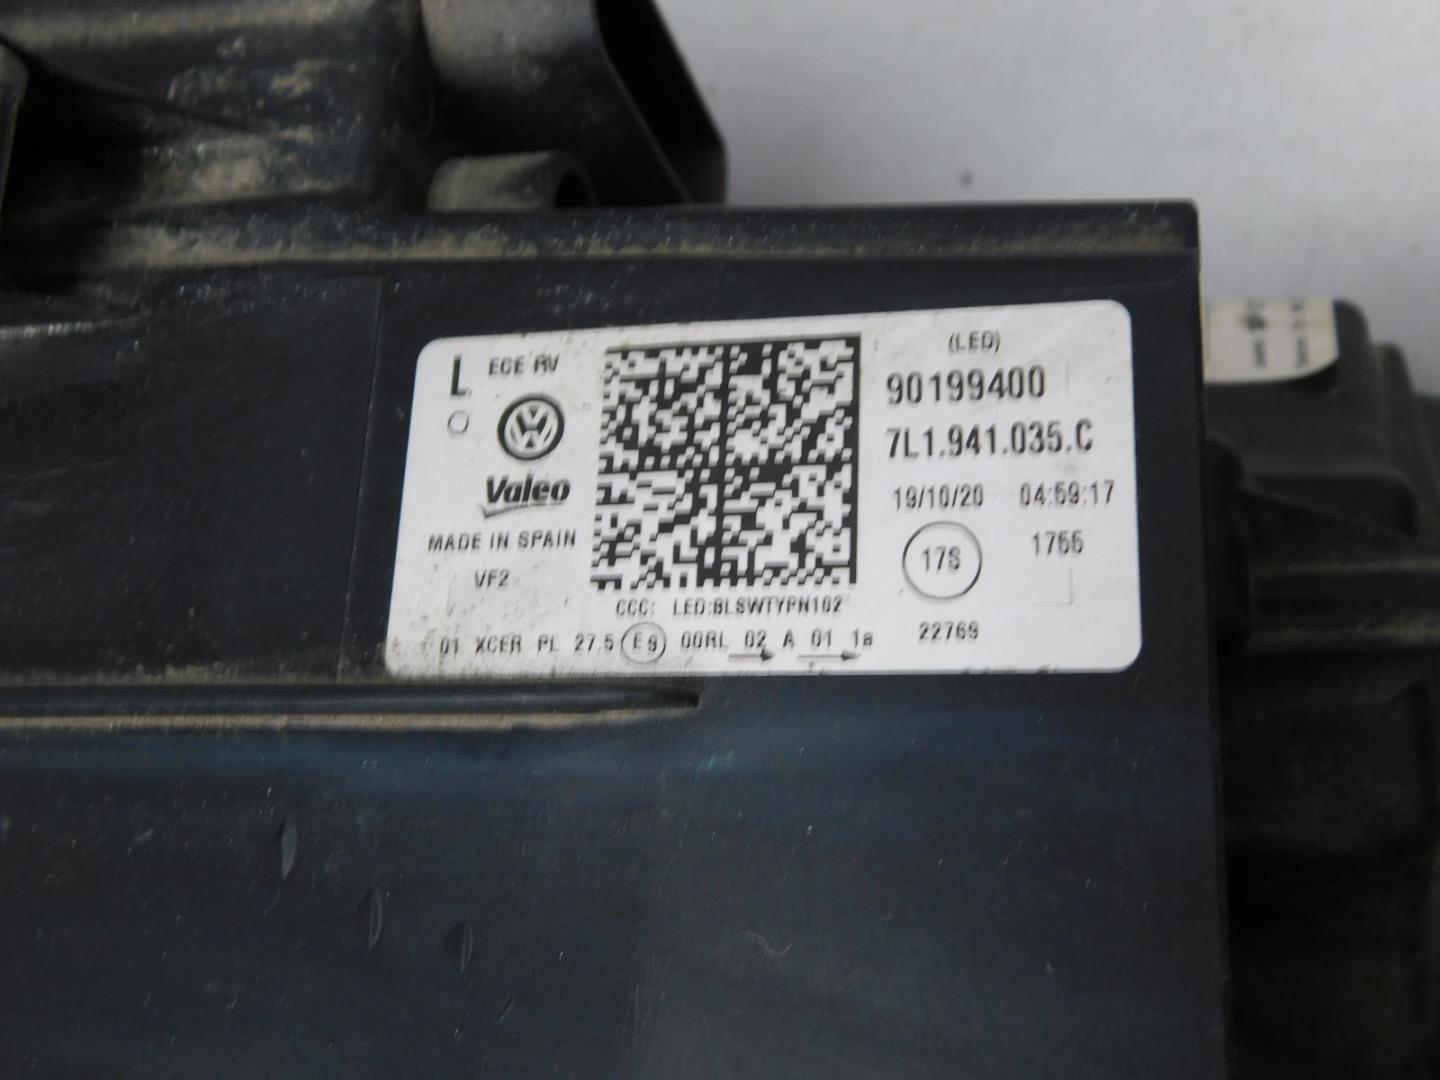 L ECE RV
Valeo
MADE IN SPAIN
VF2
(LED)
90199400
7L1.941.035.C
19/10/20 04:59:17
17S 1755
CCC: LED:BLSWTYPN102
01 XCER PL 27.5 E9 00RL 02 A 01 1a
22769